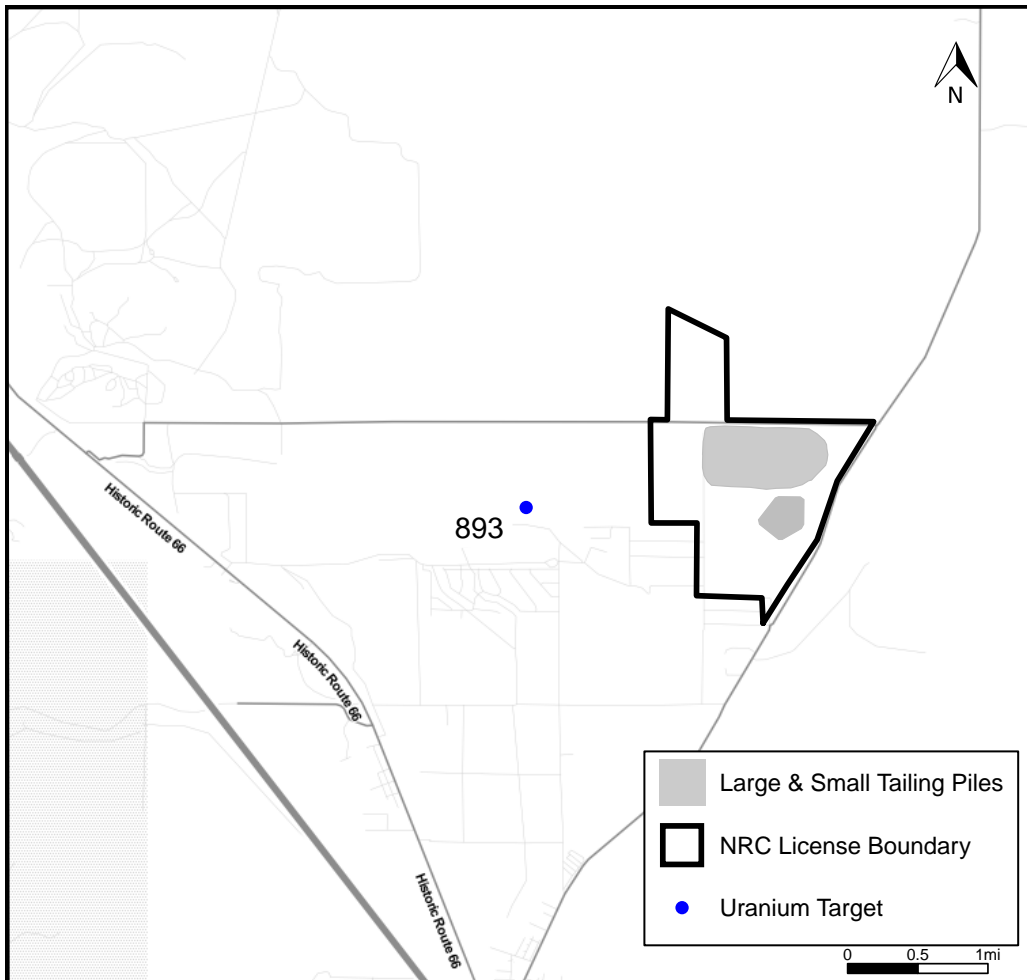 N
893
Historic Route 66
Historic Route 66
Historic Route 66
Large & Small Tailing Piles
NRC License Boundary
Uranium Target
0 0.5 1mi